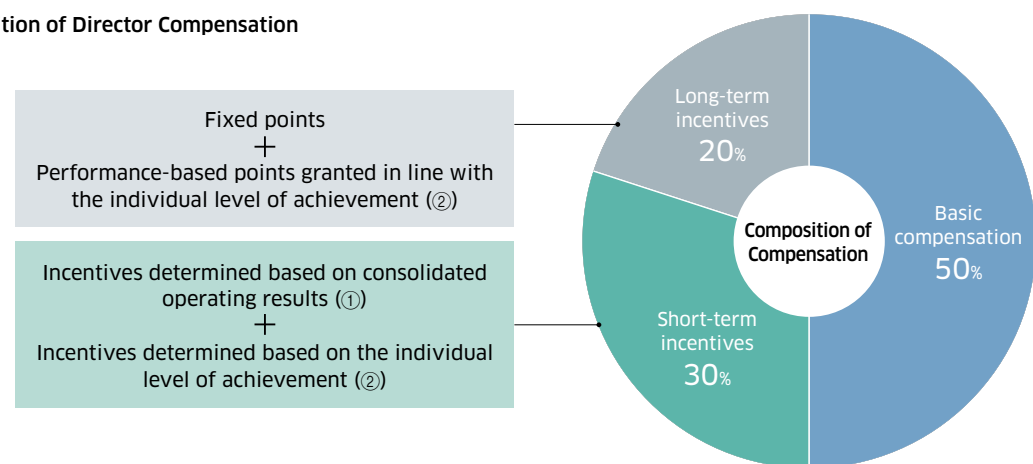 tion of Director Compensation
Fixed points
+
Performance-based points granted in line with
the individual level of achievement (②)
Incentives determined based on consolidated
operating results (①)
+
Incentives determined based on the individual
level of achievement (②)
Long-term
incentives
20%
Short-term
incentives
30%
Composition of
Compensation
Basic
compensation
50%